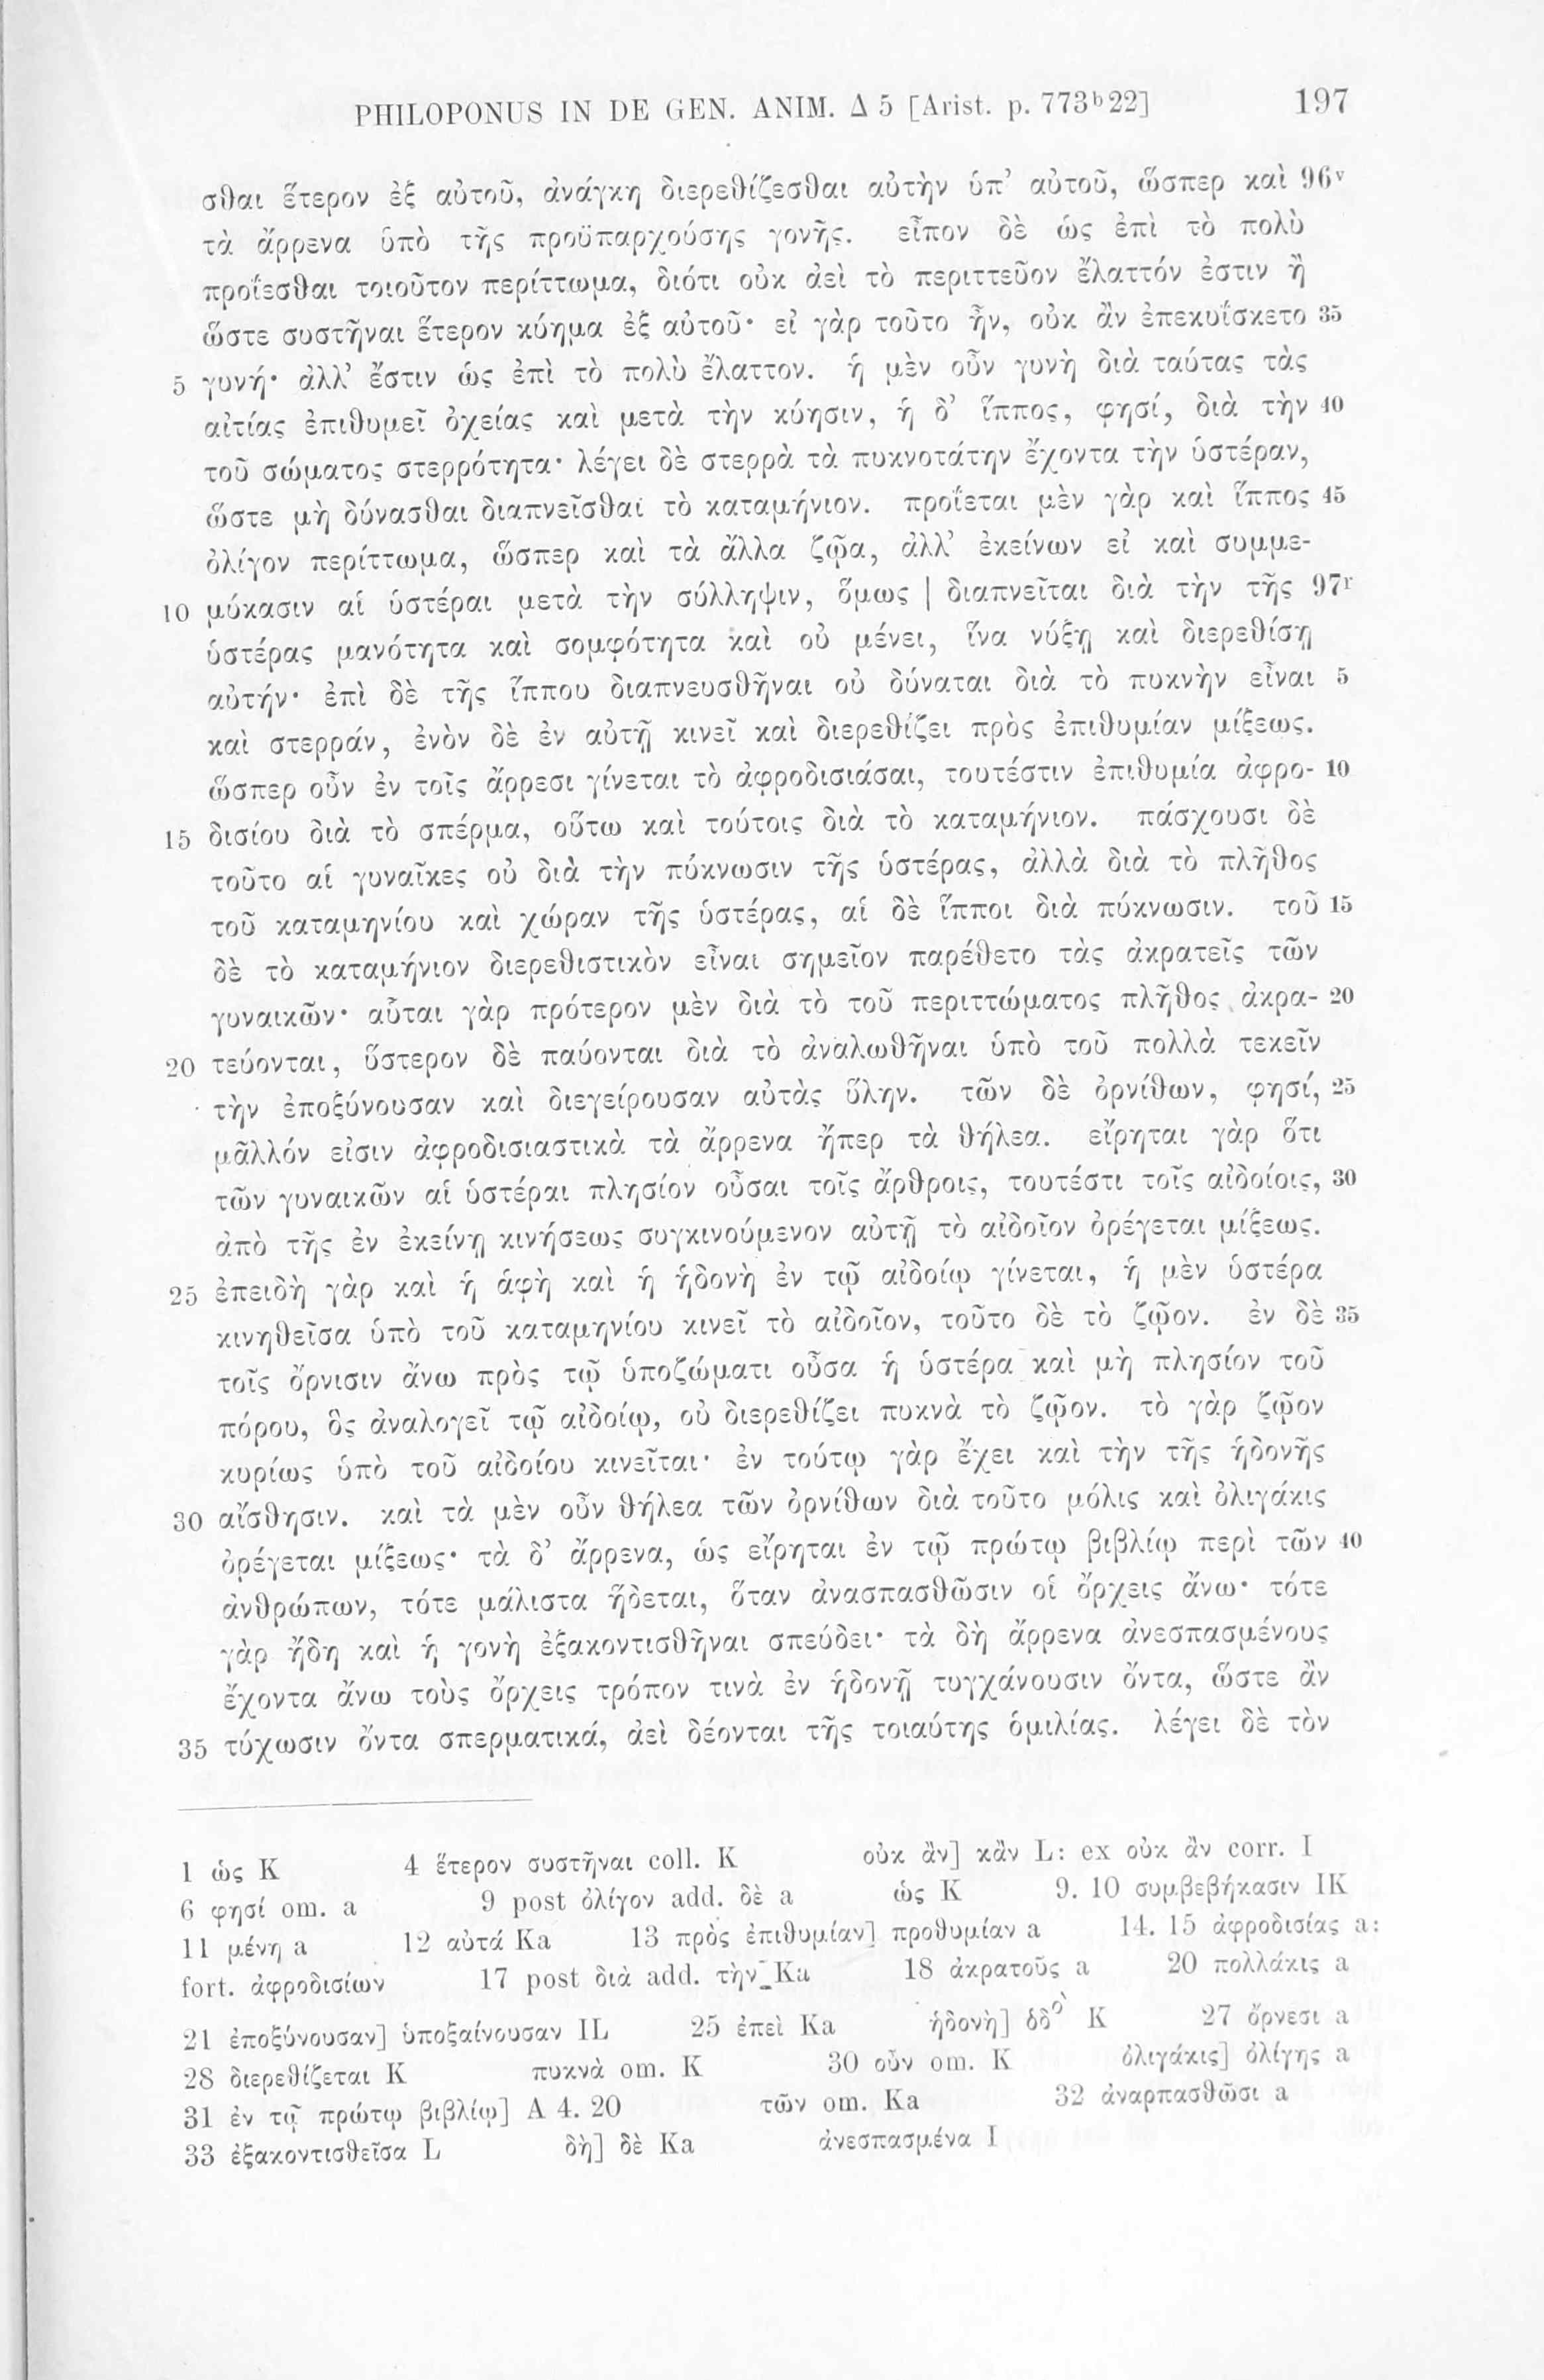 PHILOPONUS IN DE GEN. ANIM. Δ 5 [Arist. p. 773ᵇ22] 197
σθαι ἕτερον ἐξ αὐτοῦ, ἀνάγκη διερεθίζεσθαι αὐτὴν ὑπ’ αὐτοῦ, ὥσπερ καὶ 96ᵛ
τὰ ἄρρενα ὑπὸ τῆς προϋπαρχούσης γονῆς. εἶπον δὲ ὡς ἐπὶ τὸ πολὺ
προΐεσθαι τοιοῦτον περίττωμα, διότι οὐκ ἀεὶ τὸ περιττεῦον ἔλαττόν ἐστιν ἢ
ὥστε συστῆναι ἕτερον κύημα ἐξ αὐτοῦ· εἰ γὰρ τοῦτο ἦν, οὐκ ἂν ἐπεκυΐσκετο 35
5 γυνή· ἀλλ’ ἔστιν ὡς ἐπὶ τὸ πολὺ ἔλαττον. ἡ μὲν οὖν γυνὴ διὰ ταύτας τὰς
αἰτίας ἐπιθυμεῖ ὀχείας καὶ μετὰ τὴν κύησιν, ἡ δ’ ἵππος, φησί, διὰ τὴν 40
τοῦ σώματος στερρότητα· λέγει δὲ στερρὰ τὰ πυκνοτάτην ἔχοντα τὴν ὑστέραν,
ὥστε μὴ δύνασθαι διαπνεῖσθαι τὸ καταμήνιον. προΐεται μὲν γὰρ καὶ ἵππος 45
ὀλίγον περίττωμα, ὥσπερ καὶ τὰ ἄλλα ζῷα, ἀλλ’ ἐκείνων εἰ καὶ συμμε-
10 μύκασιν αἱ ὑστέραι μετὰ τὴν σύλληψιν, ὅμως | διαπνεῖται διὰ τὴν τῆς 97ʳ
ὑστέρας μανότητα καὶ σομφότητα καὶ οὐ μένει, ἵνα νύξῃ καὶ διερεθίσῃ
αὐτήν· ἐπὶ δὲ τῆς ἵππου διαπνευσθῆναι οὐ δύναται διὰ τὸ πυκνὴν εἶναι 5
καὶ στερράν, ἐνὸν δὲ ἐν αὐτῇ κινεῖ καὶ διερεθίζει πρὸς ἐπιθυμίαν μίξεως.
ὥσπερ οὖν ἐν τοῖς ἄρρεσι γίνεται τὸ ἀφροδισιάσαι, τουτέστιν ἐπιθυμία ἀφρο- 10
15 δισίου διὰ τὸ σπέρμα, οὕτω καὶ τούτοις διὰ τὸ καταμήνιον. πάσχουσι δὲ
τοῦτο αἱ γυναῖκες οὐ διὰ τὴν πύκνωσιν τῆς ὑστέρας, ἀλλὰ διὰ τὸ πλῆθος
τοῦ καταμηνίου καὶ χώραν τῆς ὑστέρας, αἱ δὲ ἵπποι διὰ πύκνωσιν. τοῦ 15
δὲ τὸ καταμήνιον διερεθιστικὸν εἶναι σημεῖον παρέθετο τὰς ἀκρατεῖς τῶν
γυναικῶν· αὗται γὰρ πρότερον μὲν διὰ τὸ τοῦ περιττώματος πλῆθος ἀκρα- 20
20 τεύονται, ὕστερον δὲ παύονται διὰ τὸ ἀναλωθῆναι ὑπὸ τοῦ πολλὰ τεκεῖν
τὴν ἐποξύνουσαν καὶ διεγείρουσαν αὐτὰς ὕλην. τῶν δὲ ὀρνίθων, φησί, 25
μᾶλλόν εἰσιν ἀφροδισιαστικὰ τὰ ἄρρενα ἤπερ τὰ θήλεα. εἴρηται γὰρ ὅτι
τῶν γυναικῶν αἱ ὑστέραι πλησίον οὖσαι τοῖς ἄρθροις, τουτέστι τοῖς αἰδοίοις, 30
ἀπὸ τῆς ἐν ἐκείνῃ κινήσεως συγκινούμενον αὐτῇ τὸ αἰδοῖον ὀρέγεται μίξεως.
25 ἐπειδὴ γὰρ καὶ ἡ ἁφὴ καὶ ἡ ἡδονὴ ἐν τῷ αἰδοίῳ γίνεται, ἡ μὲν ὑστέρα
κινηθεῖσα ὑπὸ τοῦ καταμηνίου κινεῖ τὸ αἰδοῖον, τοῦτο δὲ τὸ ζῷον. ἐν δὲ 35
τοῖς ὄρνισιν ἄνω πρὸς τῷ ὑποζώματι οὖσα ἡ ὑστέρα καὶ μὴ πλησίον τοῦ
πόρου, ὃς ἀναλογεῖ τῷ αἰδοίῳ, οὐ διερεθίζει πυκνὰ τὸ ζῷον. τὸ γὰρ ζῷον
κυρίως ὑπὸ τοῦ αἰδοίου κινεῖται· ἐν τούτῳ γὰρ ἔχει καὶ τὴν τῆς ἡδονῆς
30 αἴσθησιν. καὶ τὰ μὲν οὖν θήλεα τῶν ὀρνίθων διὰ τοῦτο μόλις καὶ ὀλιγάκις
ὀρέγεται μίξεως· τὰ δ’ ἄρρενα, ὡς εἴρηται ἐν τῷ πρώτῳ βιβλίῳ περὶ τῶν 40
ἀνθρώπων, τότε μάλιστα ἥδεται, ὅταν ἀνασπασθῶσιν οἱ ὄρχεις ἄνω· τότε
γὰρ ἤδη καὶ ἡ γονὴ ἐξακοντισθῆναι σπεύδει· τὰ δὴ ἄρρενα ἀνεσπασμένους
ἔχοντα ἄνω τοὺς ὄρχεις τρόπον τινὰ ἐν ἡδονῇ τυγχάνουσιν ὄντα, ὥστε ἂν
35 τύχωσιν ὄντα σπερματικά, ἀεὶ δέονται τῆς τοιαύτης ὁμιλίας. λέγει δὲ τὸν
1 ὡς K 4 ἕτερον συστῆναι coll. K οὐκ ἂν] κἂν L: ex οὐκ ἂν corr. I
6 φησί om. a 9 post ὀλίγον add. δὲ a ὡς K 9. 10 συμβεβήκασιν IK
11 μένη a 12 αὐτά Ka 13 πρὸς ἐπιθυμίαν] προθυμίαν a 14. 15 ἀφροδισίας a:
fort. ἀφροδισίων 17 post διὰ add. τὴν Ka 18 ἀκρατοῦς a 20 πολλάκις a
21 ἐποξύνουσαν] ὑποξαίνουσαν IL 25 ἐπεὶ Ka ἡδονὴ] K 27 ὄρνεσι a
28 διερεθίζεται K πυκνὰ om. K 30 οὖν om. K ὀλιγάκις] ὀλίγης a
31 ἐν τῷ πρώτῳ βιβλίῳ] A 4. 20 τῶν om. Ka 32 ἀναρπασθῶσι a
33 ἐξακοντισθεῖσα L δὴ] δὲ Ka ἀνεσπασμένα I